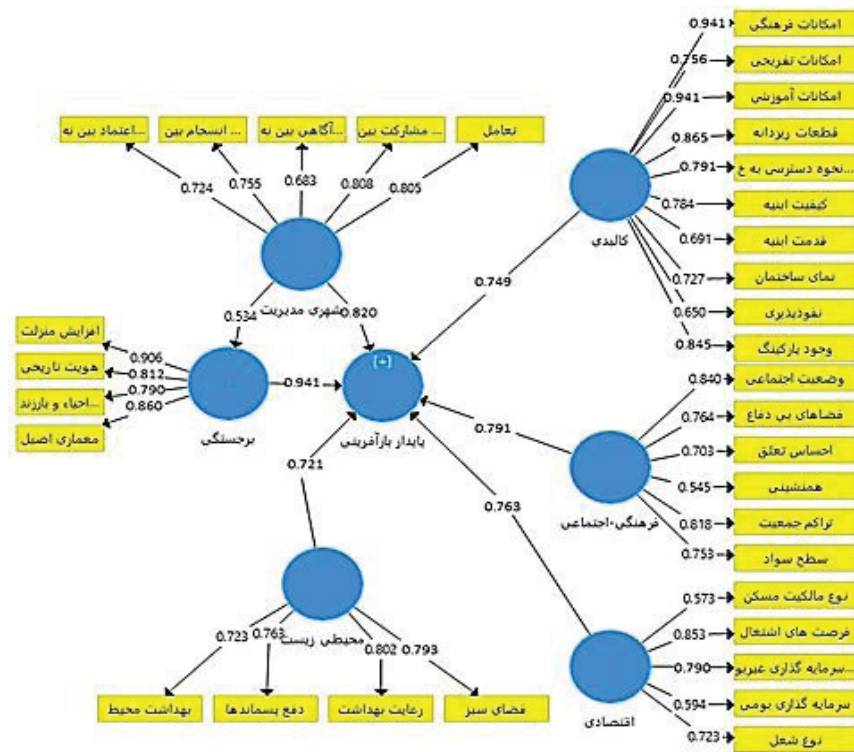 0.941 امکانات فرهنگی
0.756 امکانات تفریحی
0.941 امکانات آموزشی
0.865 قطعات ریزدانه
0.791 نحوه دسترسی به خ...
0.784 کیفیت ابنیه
0.691 قدمت ابنیه
0.727 نمای ساختمان
0.650 نفوذپذیری
0.845 وجود پارکینگ
کالبدی
0.749
تعامل
مشارکت بین ...
آگاهی بین نه...
انسجام بین ...
اعتماد بین نه...
0.724 0.755 0.683 0.808 0.805
شهری مدیریت
0.534
0.820
افزایش منزلت 0.906
هویت تاریخی 0.812
احیاء و بازند... 0.790
معماری اصیل 0.860
برجستگی
0.941
[+]
پایدار بازآفرینی
0.840 وضعیت اجتماعی
0.764 فضاهای بی دفاع
0.703 احساس تعلق
0.545 همنشینی
0.818 تراکم جمعیت
0.753 سطح سواد
فرهنگی-اجتماعی
0.791
0.763
0.721
محیطی زیست
0.723 0.763 0.802 0.793
بهداشت محیط
دفع پسماندها
رعایت بهداشت
فضای سبز
0.573 نوع مالکیت مسکن
0.853 فرصت های اشتغال
0.790 سرمایه گذاری غیربو...
0.594 سرمایه گذاری بومی
0.723 نوع شغل
اقتصادی